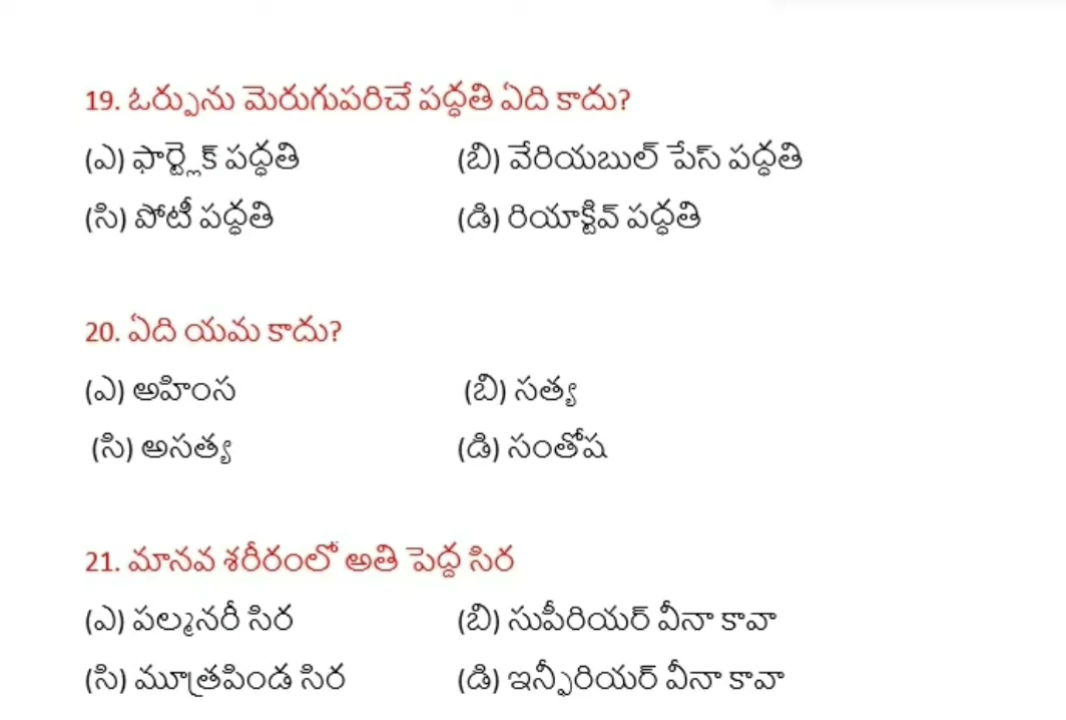 19. ఓర్పును మెరుగుపరిచే పద్ధతి ఏది కాదు?
(ఎ) ఫార్ట్లెక్ పద్ధతి (బి) వేరియబుల్ పేస్ పద్ధతి
(సి) పోటీ పద్ధతి (డి) రియాక్టివ్ పద్ధతి
20. ఏది యమ కాదు?
(ఎ) అహింస (బి) సత్య
(సి) అసత్య (డి) సంతోష
21. మానవ శరీరంలో అతి పెద్ద సిర
(ఎ) పల్మనరీ సిర (బి) సుపీరియర్ వీనా కావా
(సి) మూత్రపిండ సిర (డి) ఇన్ఫీరియర్ వీనా కావా